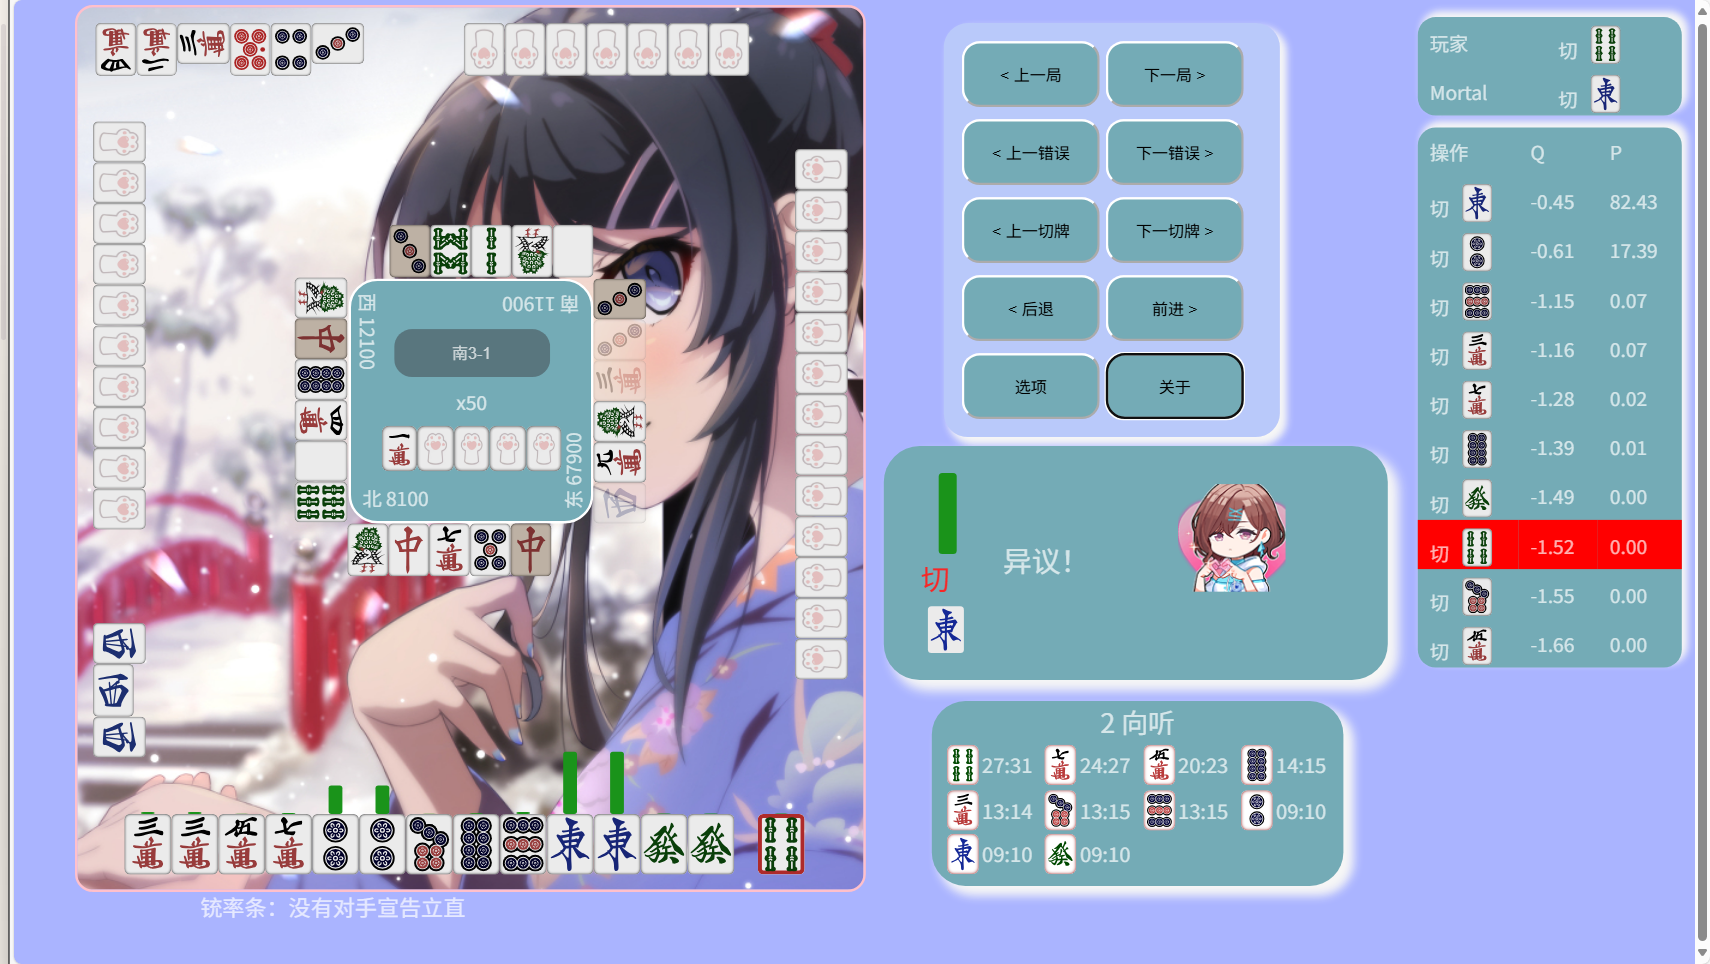 南3-1
x50
南 11900
西 12100
东 67900
北 8100
铳率条：没有对手宣告立直
< 上一局
下一局 >
< 上一错误
下一错误 >
< 上一切牌
下一切牌 >
< 后退
前进 >
选项
关于
异议！
切
2 向听
27:31
24:27
20:23
14:15
13:14
13:15
13:15
09:10
09:10
09:10
玩家 切
Mortal 切
操作 Q P
切 -0.45 82.43
切 -0.61 17.39
切 -1.15 0.07
切 -1.16 0.07
切 -1.28 0.02
切 -1.39 0.01
切 -1.49 0.00
切 -1.52 0.00
切 -1.55 0.00
切 -1.66 0.00